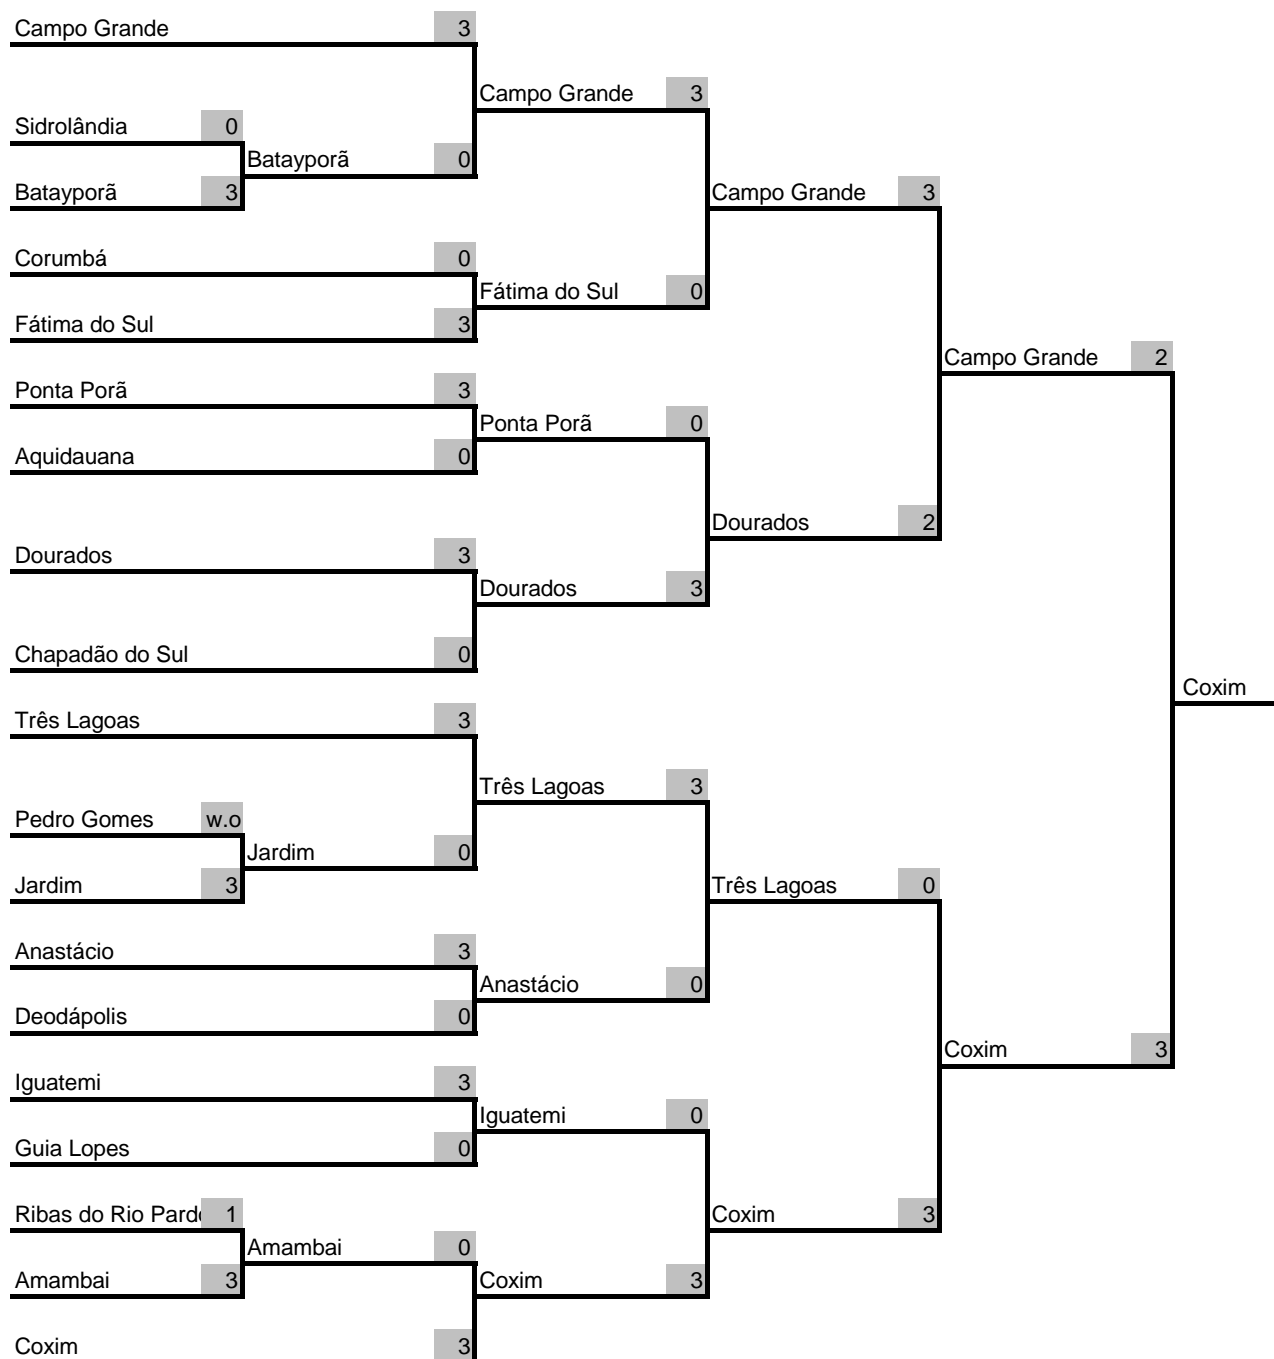 Campo Grande 3
Campo Grande 3
Sidrolândia 0
Batayporã 0
Batayporã 3
Campo Grande 3
Corumbá 0
Fátima do Sul 0
Fátima do Sul 3
Campo Grande 2
Ponta Porã 3
Ponta Porã 0
Aquidauana 0
Dourados 2
Dourados 3
Dourados 3
Chapadão do Sul 0
Coxim
Três Lagoas 3
Três Lagoas 3
Pedro Gomes w.o
Jardim 0
Jardim 3
Três Lagoas 0
Anastácio 3
Anastácio 0
Deodápolis 0
Coxim 3
Iguatemi 3
Iguatemi 0
Guia Lopes 0
Ribas do Rio Pard 1
Coxim 3
Amambai 0
Amambai 3
Coxim 3
Coxim 3